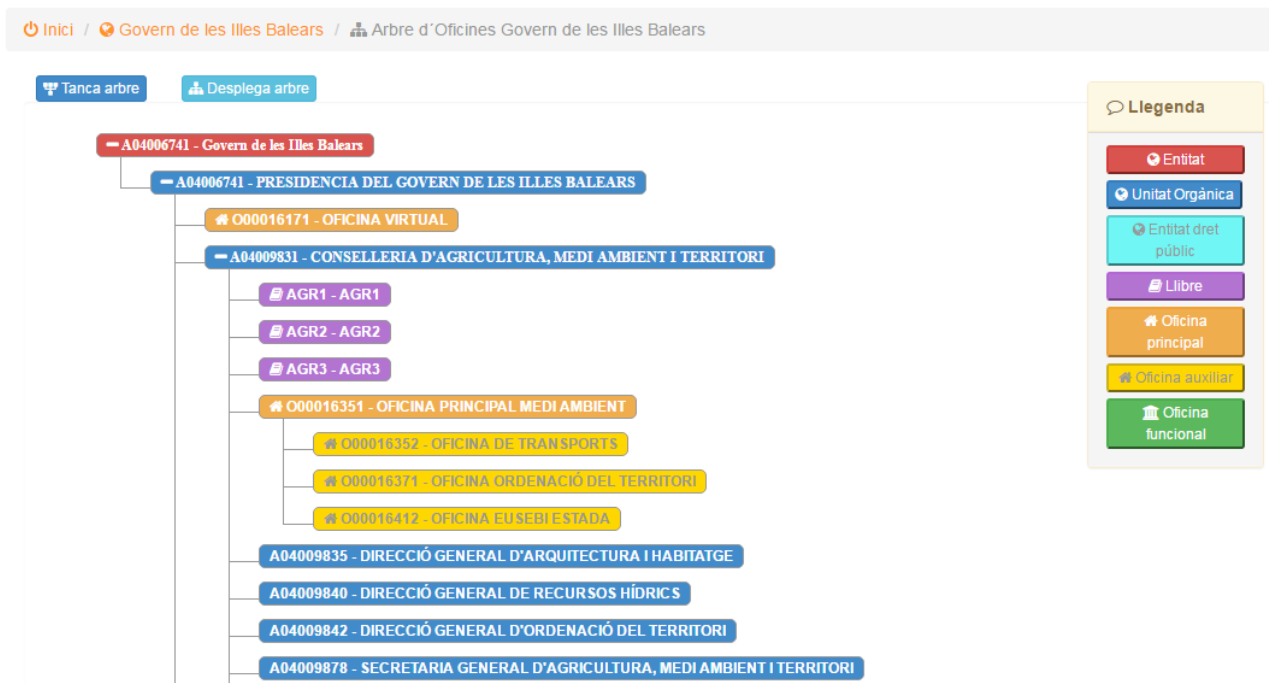 Inici / Govern de les Illes Balears / Arbre d´Oficines Govern de les Illes Balears
Tanca arbre
Desplega arbre
A04006741 - Govern de les Illes Balears
A04006741 - PRESIDENCIA DEL GOVERN DE LES ILLES BALEARS
O00016171 - OFICINA VIRTUAL
A04009831 - CONSELLERIA D'AGRICULTURA, MEDI AMBIENT I TERRITORI
AGR1 - AGR1
AGR2 - AGR2
AGR3 - AGR3
O00016351 - OFICINA PRINCIPAL MEDI AMBIENT
O00016352 - OFICINA DE TRANSPORTS
O00016371 - OFICINA ORDENACIÓ DEL TERRITORI
O00016412 - OFICINA EUSEBI ESTADA
A04009835 - DIRECCIÓ GENERAL D'ARQUITECTURA I HABITATGE
A04009840 - DIRECCIÓ GENERAL DE RECURSOS HÍDRICS
A04009842 - DIRECCIÓ GENERAL D'ORDENACIÓ DEL TERRITORI
A04009878 - SECRETARIA GENERAL D'AGRICULTURA, MEDI AMBIENT I TERRITORI
Llegenda
Entitat
Unitat Orgànica
Entitat dret
públic
Llibre
Oficina
principal
Oficina auxiliar
Oficina
funcional